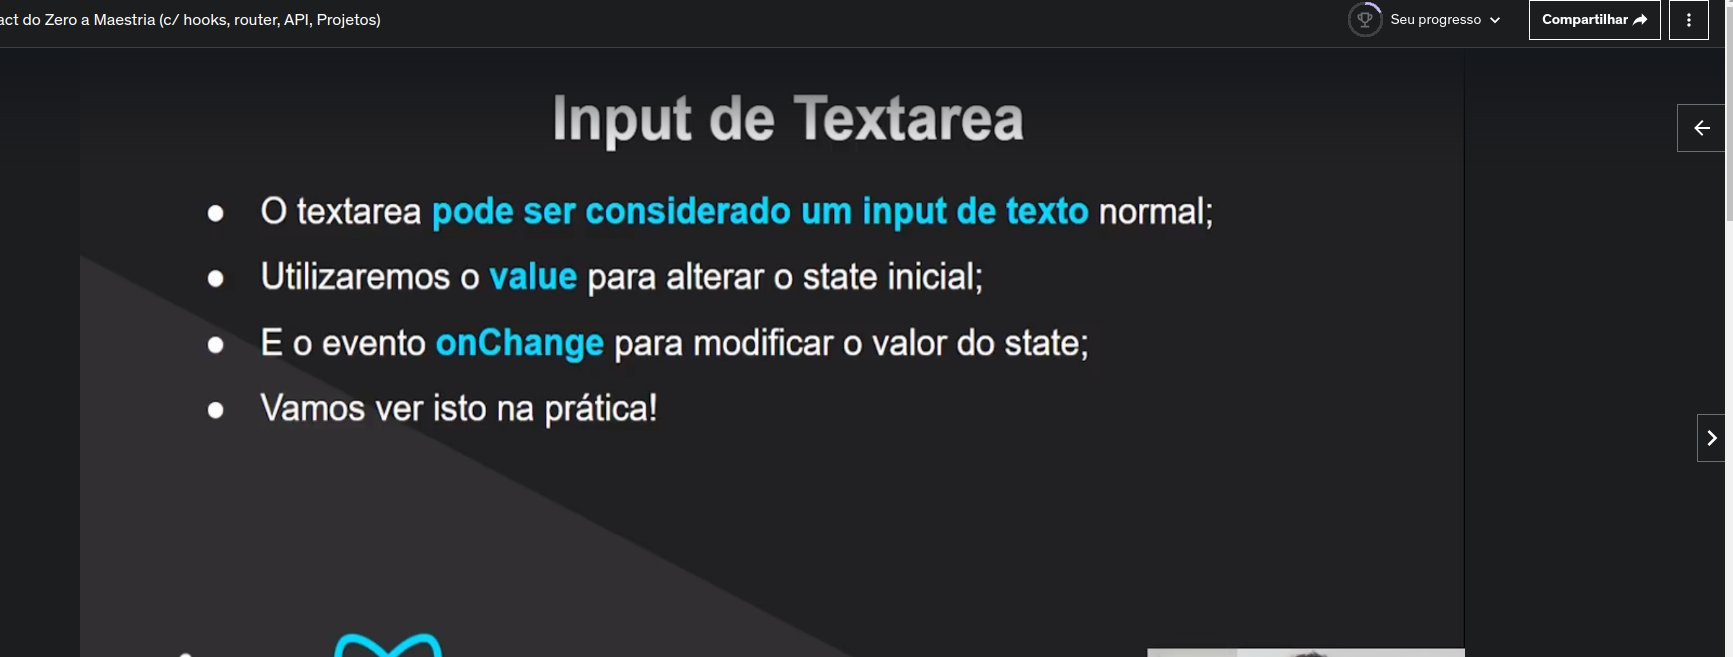 act do Zero a Maestria (c/ hooks, router, API, Projetos)
Seu progresso
Compartilhar
Input de Textarea
● O textarea pode ser considerado um input de texto normal;
● Utilizaremos o value para alterar o state inicial;
● E o evento onChange para modificar o valor do state;
● Vamos ver isto na prática!